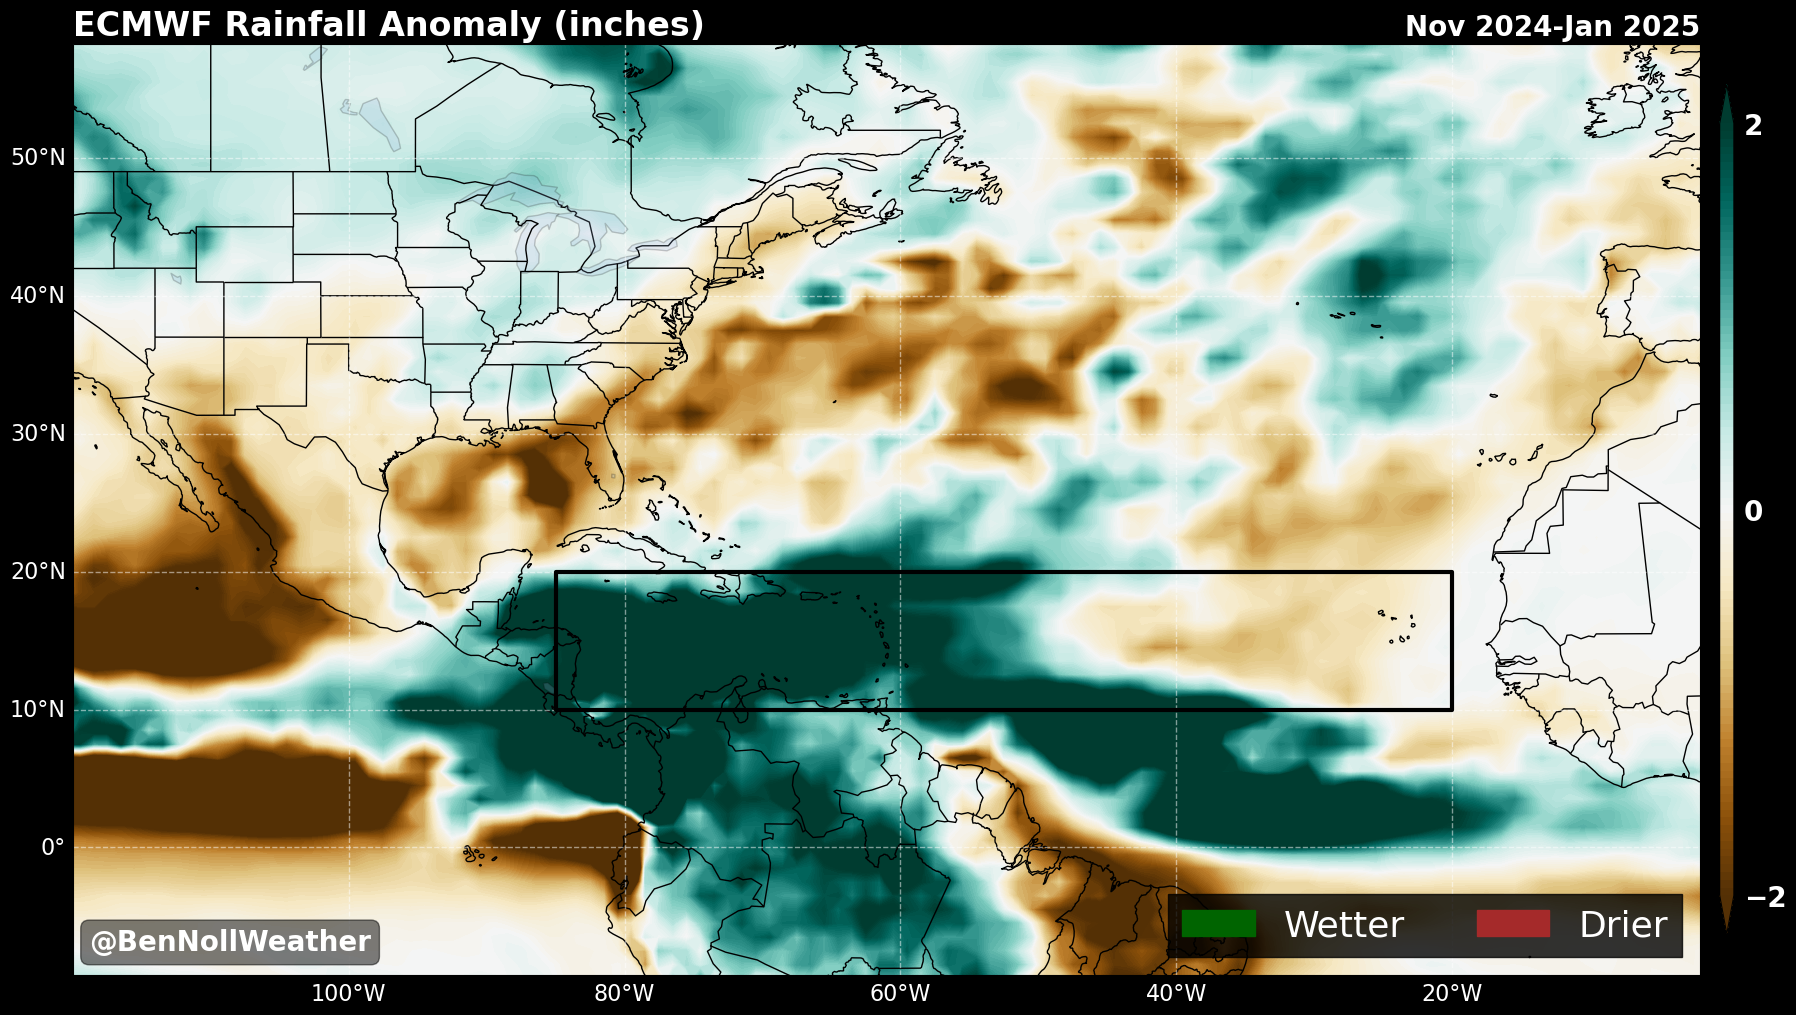 ECMWF Rainfall Anomaly (inches)
Nov 2024-Jan 2025
50°N
40°N
30°N
20°N
10°N
0°
100°W
80°W
60°W
40°W
20°W
2
0
−2
@BenNollWeather
Wetter
Drier